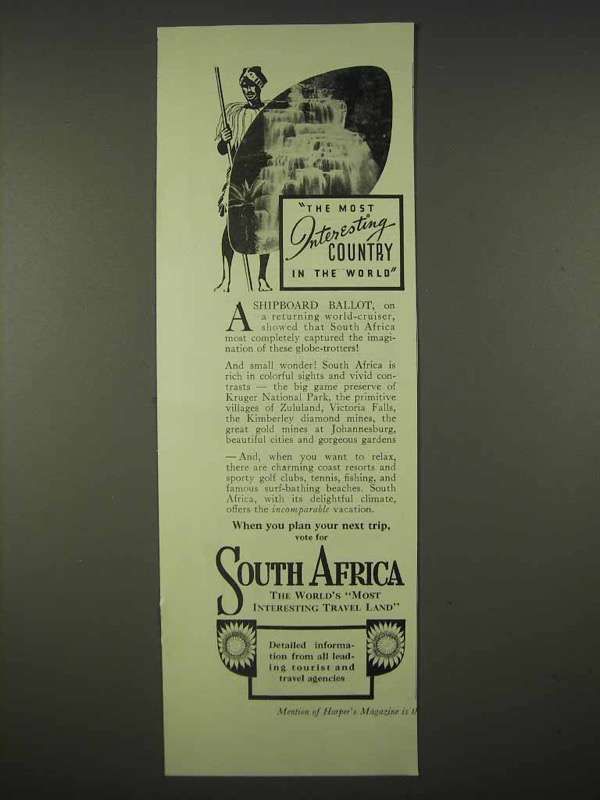 "THE MOST
Interesting
COUNTRY
IN THE WORLD"
A SHIPBOARD BALLOT, on
a returning world-cruiser,
showed that South Africa
most completely captured the imagi-
nation of these globe-trotters!
And small wonder! South Africa is
rich in colorful sights and vivid con-
trasts — the big game preserve of
Kruger National Park, the primitive
villages of Zululand, Victoria Falls,
the Kimberley diamond mines, the
great gold mines at Johannesburg,
beautiful cities and gorgeous gardens
—And, when you want to relax,
there are charming coast resorts and
sporty golf clubs, tennis, fishing, and
famous surf-bathing beaches. South
Africa, with its delightful climate,
offers the incomparable vacation.
When you plan your next trip,
vote for
SOUTH AFRICA
THE WORLD'S "MOST
INTERESTING TRAVEL LAND"
Detailed informa-
tion from all lead-
ing tourist and
travel agencies
Mention of Harper's Magazine is th